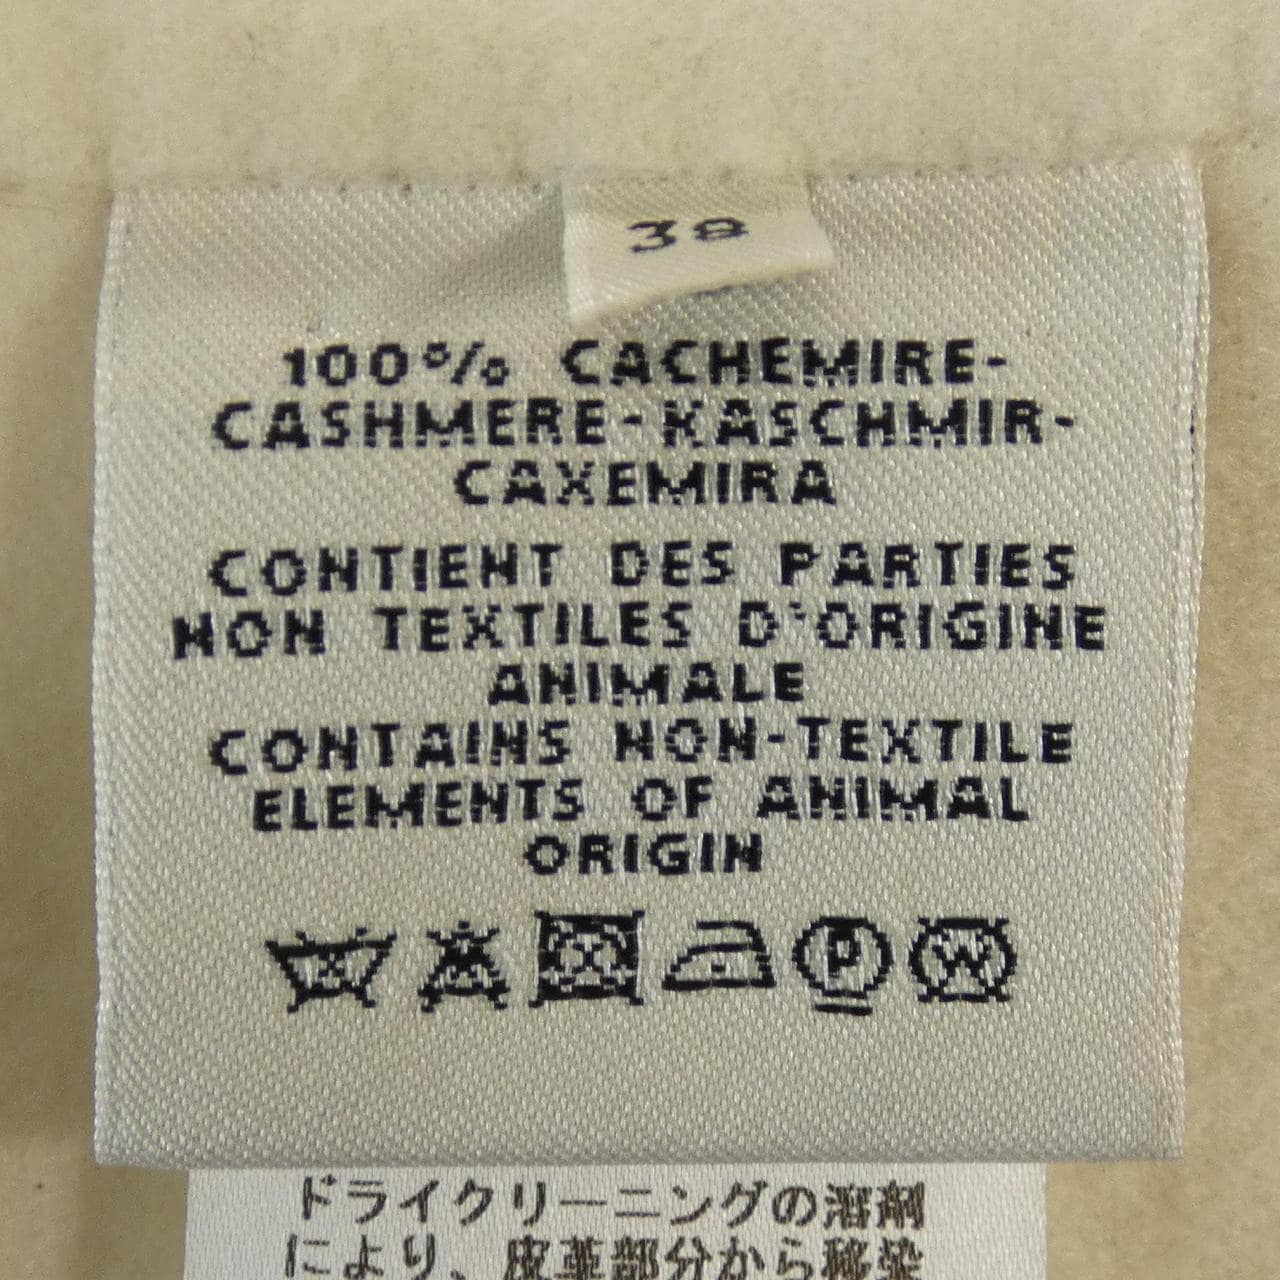 38
100% CACHEMIRE-
CASHMERE-KASCHMIR-
CAXEMIRA
CONTIENT DES PARTIES
NON TEXTILES D'ORIGINE
ANIMALE
CONTAINS NON-TEXTILE
ELEMENTS OF ANIMAL
ORIGIN
P W
ドライクリーニングの溶剤
により、皮革部分から移染